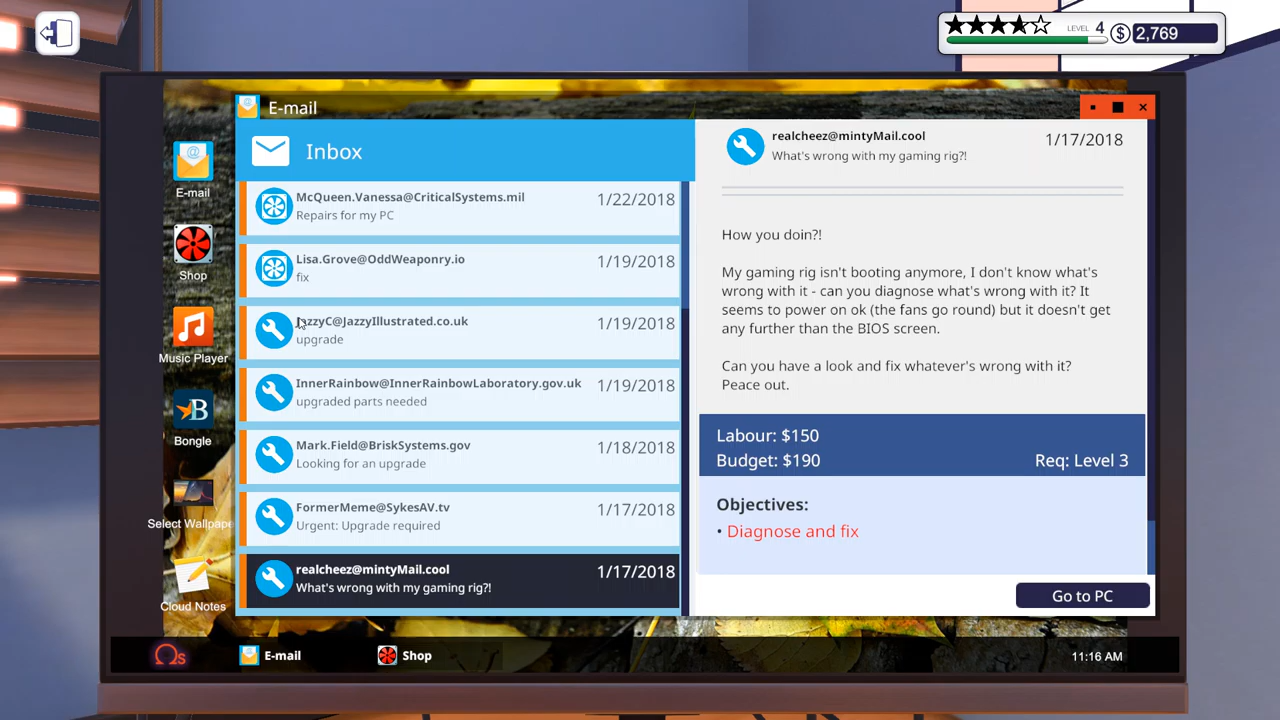 LEVEL 4 $ 2,769
E-mail
Inbox
McQueen.Vanessa@CriticalSystems.mil 1/22/2018
Repairs for my PC
Lisa.Grove@OddWeaponry.io 1/19/2018
fix
JazzyC@JazzyIllustrated.co.uk 1/19/2018
upgrade
InnerRainbow@InnerRainbowLaboratory.gov.uk 1/19/2018
upgraded parts needed
Mark.Field@BriskSystems.gov 1/18/2018
Looking for an upgrade
FormerMeme@SykesAV.tv 1/17/2018
Urgent: Upgrade required
realcheez@mintyMail.cool 1/17/2018
What's wrong with my gaming rig?!
realcheez@mintyMail.cool 1/17/2018
What's wrong with my gaming rig?!
How you doin?!
My gaming rig isn't booting anymore, I don't know what's
wrong with it - can you diagnose what's wrong with it? It
seems to power on ok (the fans go round) but it doesn't get
any further than the BIOS screen.
Can you have a look and fix whatever's wrong with it?
Peace out.
Labour: $150
Budget: $190 Req: Level 3
Objectives:
• Diagnose and fix
Go to PC
E-mail
Shop
Music Player
B
Bongle
Select Wallpape
Cloud Notes
Ωs E-mail Shop 11:16 AM